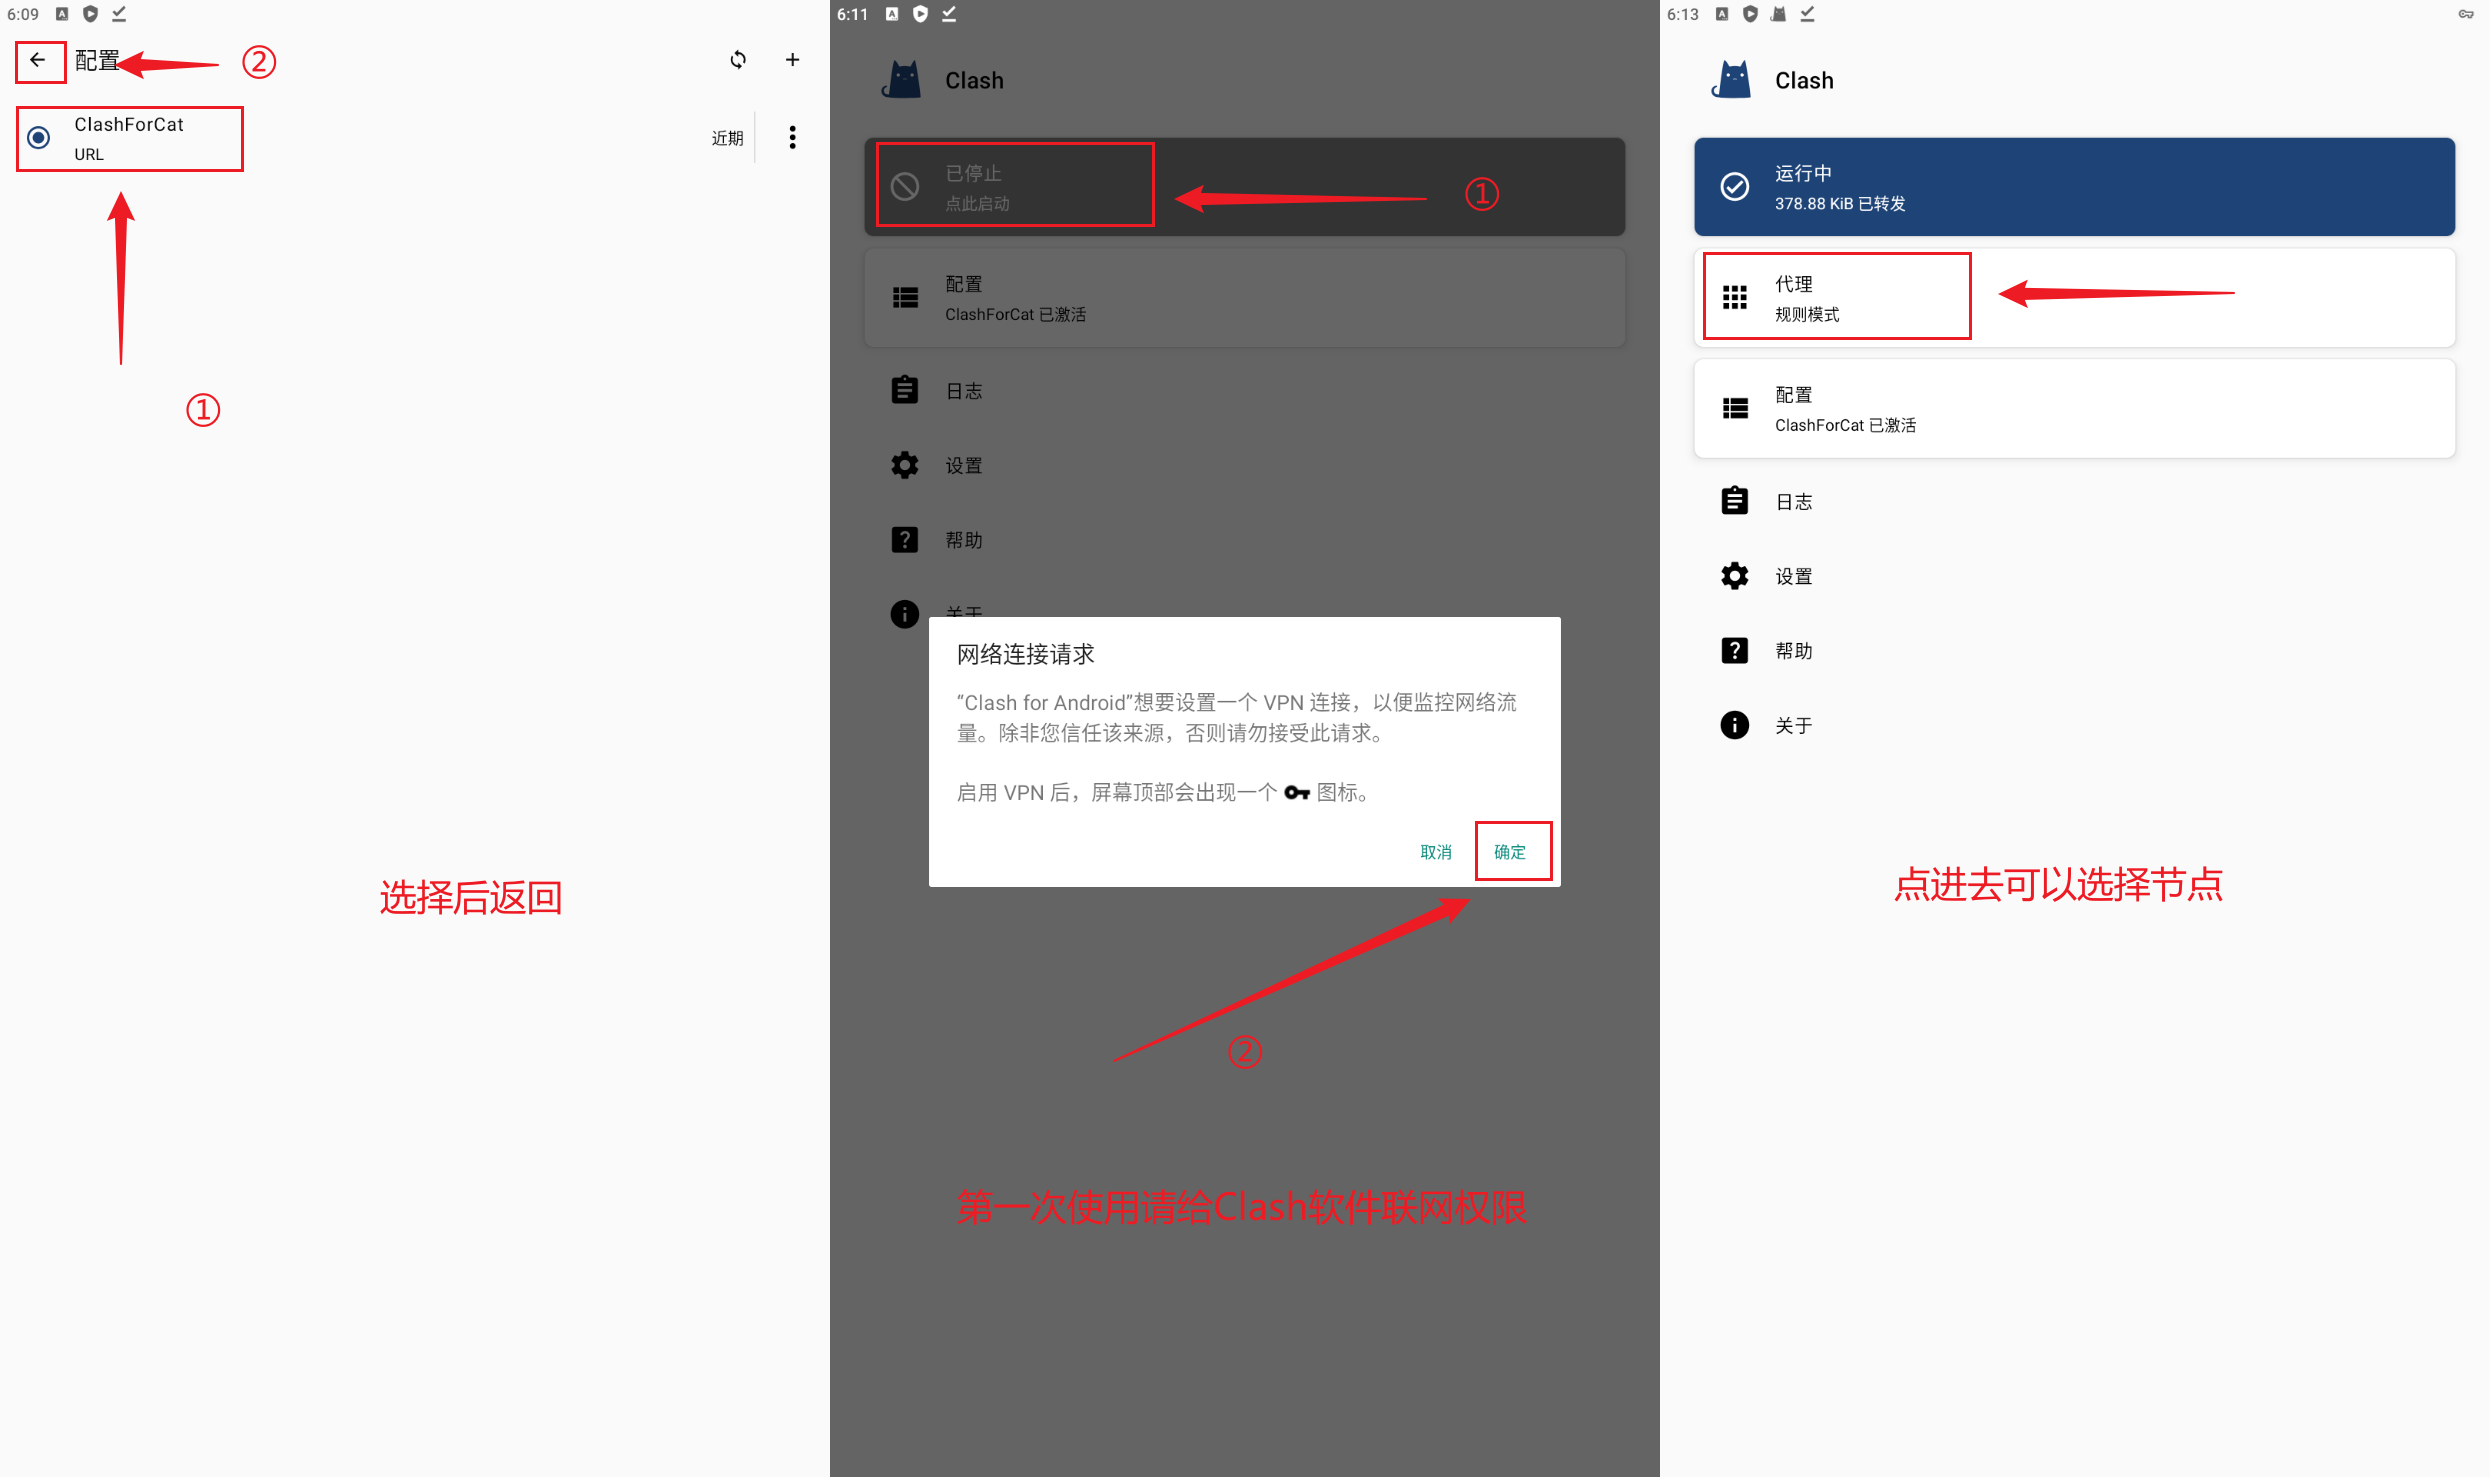 6:09
配置
②
ClashForCat
URL
近期
①
选择后返回
6:11
Clash
已停止
点此启动
①
配置
ClashForCat 已激活
日志
设置
帮助
关于
网络连接请求
“Clash for Android”想要设置一个 VPN 连接，以便监控网络流
量。除非您信任该来源，否则请勿接受此请求。
启用 VPN 后，屏幕顶部会出现一个 图标。
取消
确定
②
第一次使用请给Clash软件联网权限
6:13
Clash
运行中
378.88 KiB 已转发
代理
规则模式
配置
ClashForCat 已激活
日志
设置
帮助
关于
点进去可以选择节点